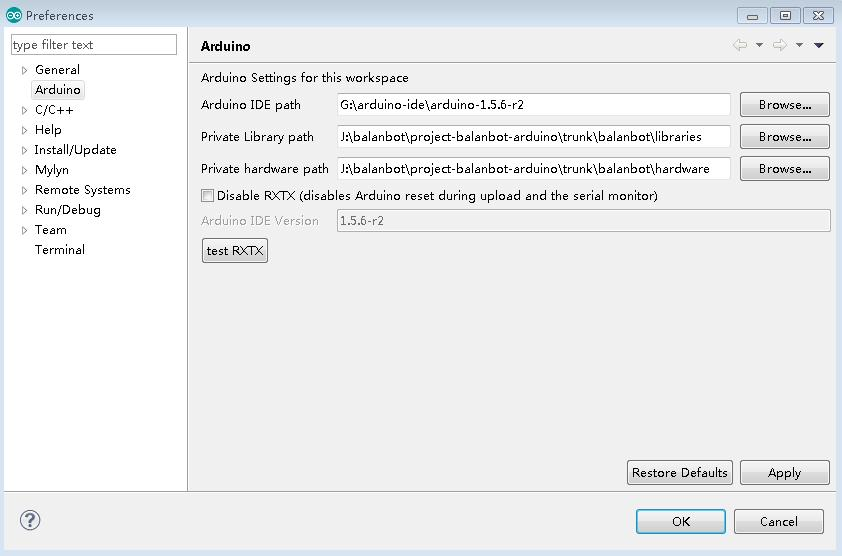 Preferences
type filter text
General
Arduino
C/C++
Help
Install/Update
Mylyn
Remote Systems
Run/Debug
Team
Terminal
Arduino
Arduino Settings for this workspace
Arduino IDE path G:\arduino-ide\arduino-1.5.6-r2 Browse...
Private Library path J:\balanbot\project-balanbot-arduino\trunk\balanbot\libraries Browse...
Private hardware path J:\balanbot\project-balanbot-arduino\trunk\balanbot\hardware Browse...
Disable RXTX (disables Arduino reset during upload and the serial monitor)
Arduino IDE Version 1.5.6-r2
test RXTX
Restore Defaults Apply
? OK Cancel